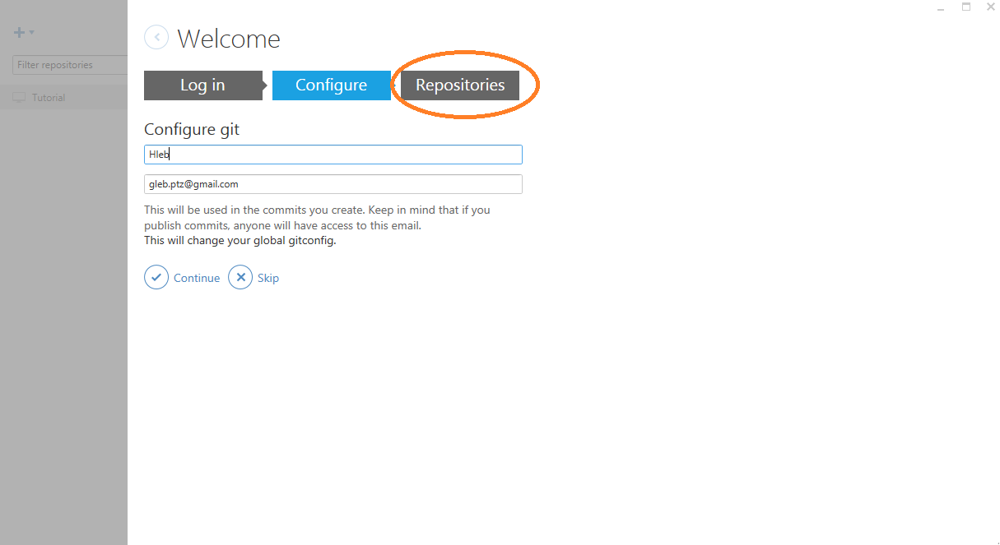 Welcome
Filter repositories
Tutorial
Log in
Configure
Repositories
Configure git
Hleb
gleb.ptz@gmail.com
This will be used in the commits you create. Keep in mind that if you
publish commits, anyone will have access to this email.
This will change your global gitconfig.
Continue
Skip